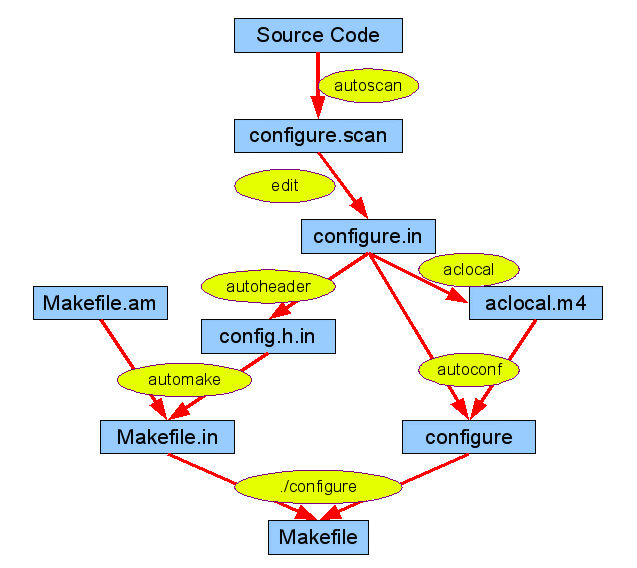 Source Code
autoscan
configure.scan
edit
configure.in
aclocal
autoheader
Makefile.am
aclocal.m4
config.h.in
autoconf
automake
Makefile.in
configure
./configure
Makefile